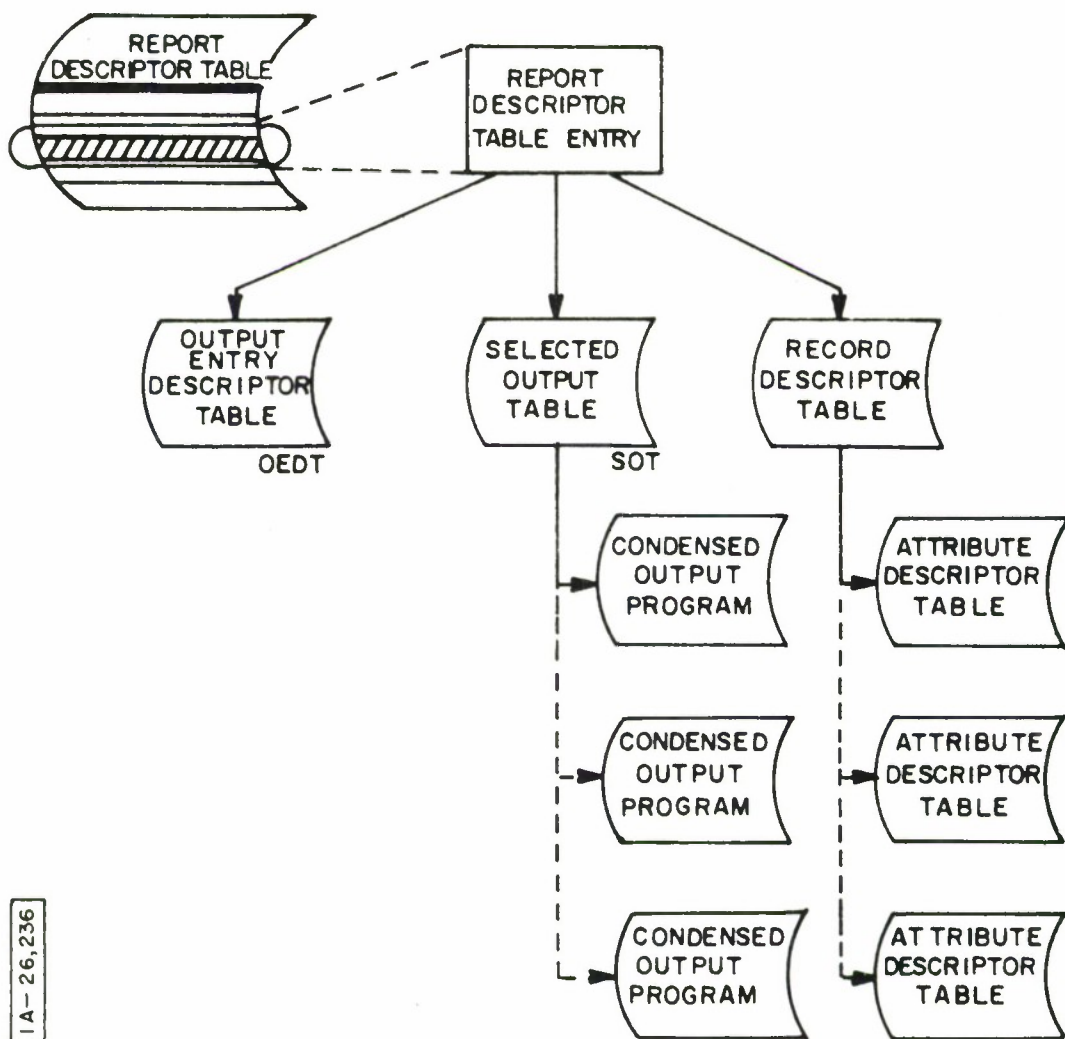 REPORT
DESCRIPTOR TABLE
REPORT
DESCRIPTOR
TABLE ENTRY
OUTPUT
ENTRY
DESCRIPTOR
TABLE
OEDT
SELECTED
OUTPUT
TABLE
SOT
RECORD
DESCRIPTOR
TABLE
CONDENSED
OUTPUT
PROGRAM
ATTRIBUTE
DESCRIPTOR
TABLE
CONDENSED
OUTPUT
PROGRAM
ATTRIBUTE
DESCRIPTOR
TABLE
CONDENSED
OUTPUT
PROGRAM
ATTRIBUTE
DESCRIPTOR
TABLE
IA-26,236